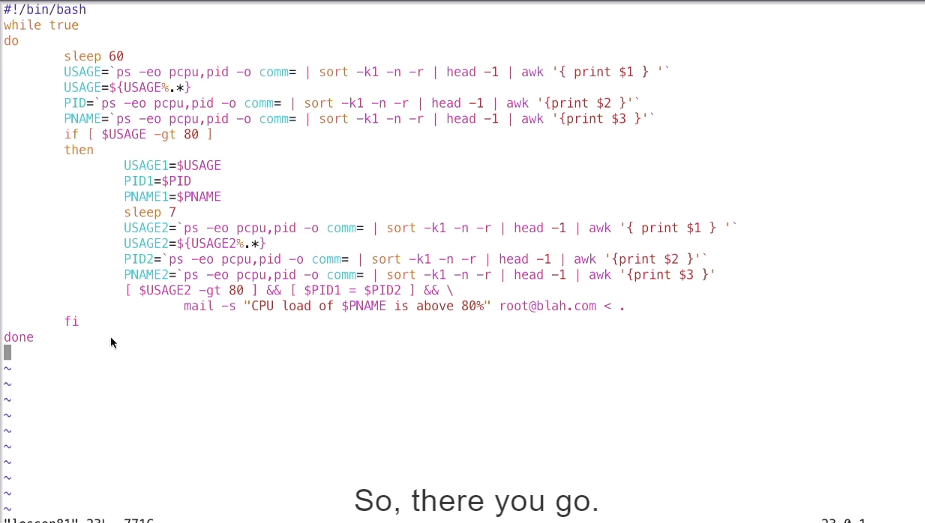 #!/bin/bash
while true
do
sleep 60
USAGE=`ps -eo pcpu,pid -o comm= | sort -k1 -n -r | head -1 | awk '{ print $1 } '`
USAGE=${USAGE%.*}
PID=`ps -eo pcpu,pid -o comm= | sort -k1 -n -r | head -1 | awk '{print $2 }'`
PNAME=`ps -eo pcpu,pid -o comm= | sort -k1 -n -r | head -1 | awk '{print $3 }'`
if [ $USAGE -gt 80 ]
then
USAGE1=$USAGE
PID1=$PID
PNAME1=$PNAME
sleep 7
USAGE2=`ps -eo pcpu,pid -o comm= | sort -k1 -n -r | head -1 | awk '{ print $1 } '`
USAGE2=${USAGE2%.*}
PID2=`ps -eo pcpu,pid -o comm= | sort -k1 -n -r | head -1 | awk '{print $2 }'`
PNAME2=`ps -eo pcpu,pid -o comm= | sort -k1 -n -r | head -1 | awk '{print $3 }'
[ $USAGE2 -gt 80 ] && [ $PID1 = $PID2 ] && \
mail -s "CPU load of $PNAME is above 80%" root@blah.com < .
fi
done
~
~
~
~
~
~
~
~
~
~
So, there you go.